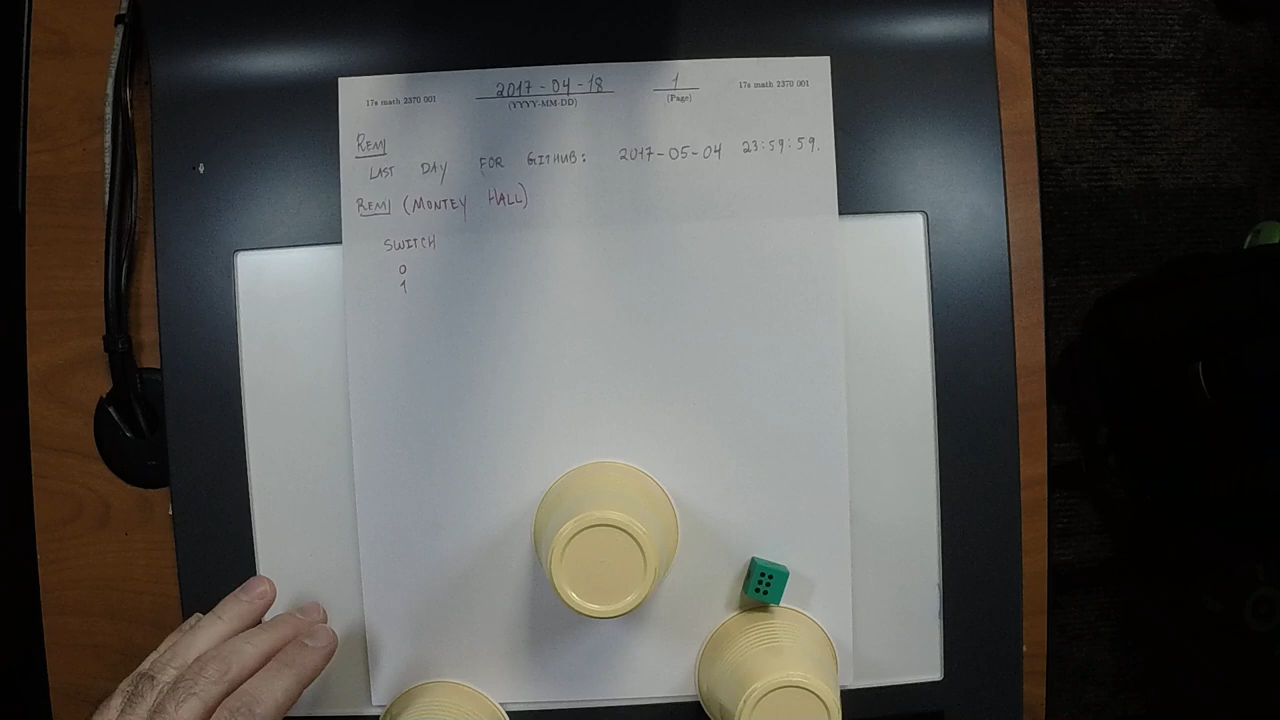 17s math 2370 001 2017-04-18 1 17s math 2370 001
(YYYY-MM-DD) (Page)
REM
LAST DAY FOR GITHUB: 2017-05-04 23:59:59.
REM (MONTEY HALL)
SWITCH
0
1